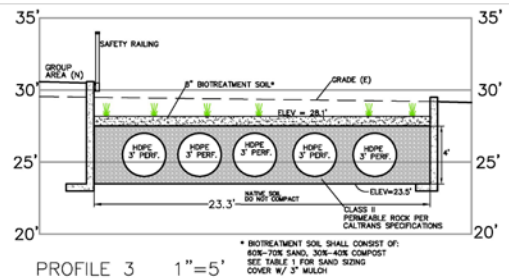 35' 35'
SAFETY RAILING
GROUP
AREA (N)
30' 30'
8" BIOTREATMENT SOIL*
GRADE (E)
ELEV = 28.1'
HDPE
3' PERF.
HDPE
3' PERF.
HDPE
3' PERF.
HDPE
3' PERF.
HDPE
3' PERF.
4'
25' 25'
NATIVE SOIL
DO NOT COMPACT
ELEV=23.5'
23.3'
CLASS II
PERMEABLE ROCK PER
CALTRANS SPECIFICATIONS
20' 20'
* BIOTREATMENT SOIL SHALL CONSIST OF:
60%-70% SAND, 30%-40% COMPOST
SEE TABLE 1 FOR SAND SIZING
COVER W/ 3" MULCH
PROFILE 3 1"=5'